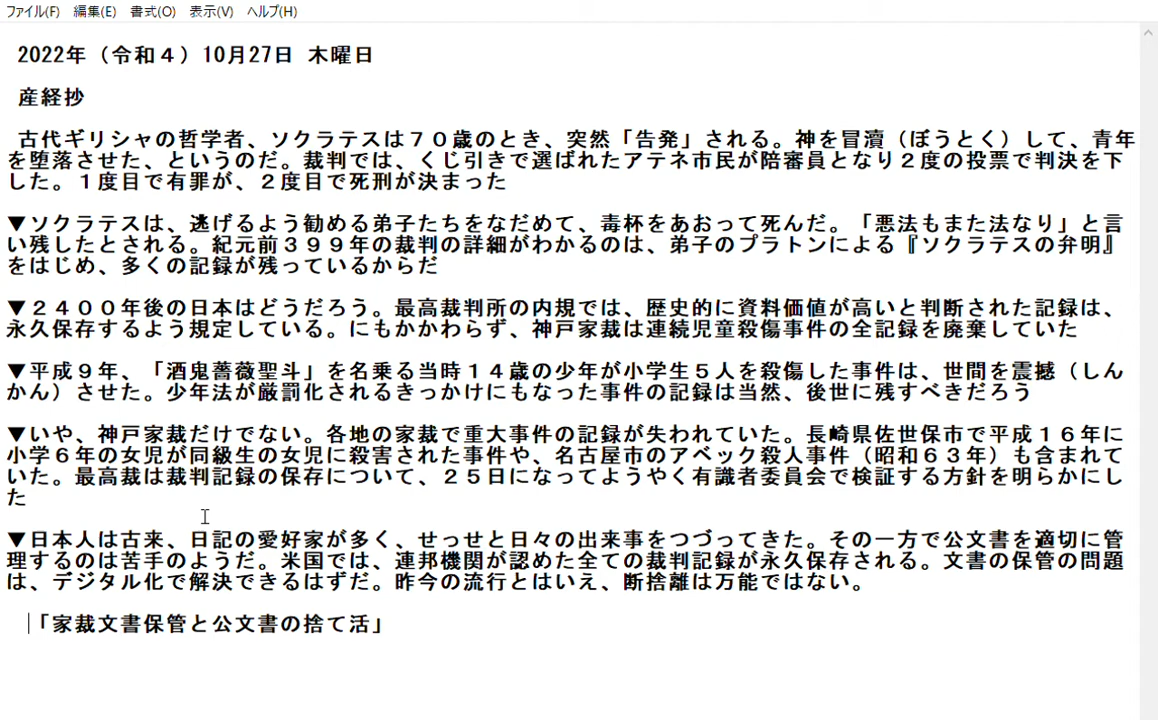 ファイル(F) 編集(E) 書式(O) 表示(V) ヘルプ(H)
2022年（令和４）10月27日 木曜日
産経抄
古代ギリシャの哲学者、ソクラテスは７０歳のとき、突然「告発」される。神を冒瀆（ぼうとく）して、青年
を堕落させた、というのだ。裁判では、くじ引きで選ばれたアテネ市民が陪審員となり２度の投票で判決を下
した。１度目で有罪が、２度目で死刑が決まった
▼ソクラテスは、逃げるよう勧める弟子たちをなだめて、毒杯をあおって死んだ。「悪法もまた法なり」と言
い残したとされる。紀元前３９９年の裁判の詳細がわかるのは、弟子のプラトンによる『ソクラテスの弁明』
をはじめ、多くの記録が残っているからだ
▼２４００年後の日本はどうだろう。最高裁判所の内規では、歴史的に資料価値が高いと判断された記録は、
永久保存するよう規定している。にもかかわらず、神戸家裁は連続児童殺傷事件の全記録を廃棄していた
▼平成９年、「酒鬼薔薇聖斗」を名乗る当時１４歳の少年が小学生５人を殺傷した事件は、世間を震撼（しん
かん）させた。少年法が厳罰化されるきっかけにもなった事件の記録は当然、後世に残すべきだろう
▼いや、神戸家裁だけでない。各地の家裁で重大事件の記録が失われていた。長崎県佐世保市で平成１６年に
小学６年の女児が同級生の女児に殺害された事件や、名古屋市のアベック殺人事件（昭和６３年）も含まれて
いた。最高裁は裁判記録の保存について、２５日になってようやく有識者委員会で検証する方針を明らかにし
た
▼日本人は古来、日記の愛好家が多く、せっせと日々の出来事をつづってきた。その一方で公文書を適切に管
理するのは苦手のようだ。米国では、連邦機関が認めた全ての裁判記録が永久保存される。文書の保管の問題
は、デジタル化で解決できるはずだ。昨今の流行とはいえ、断捨離は万能ではない。
「家裁文書保管と公文書の捨て活」